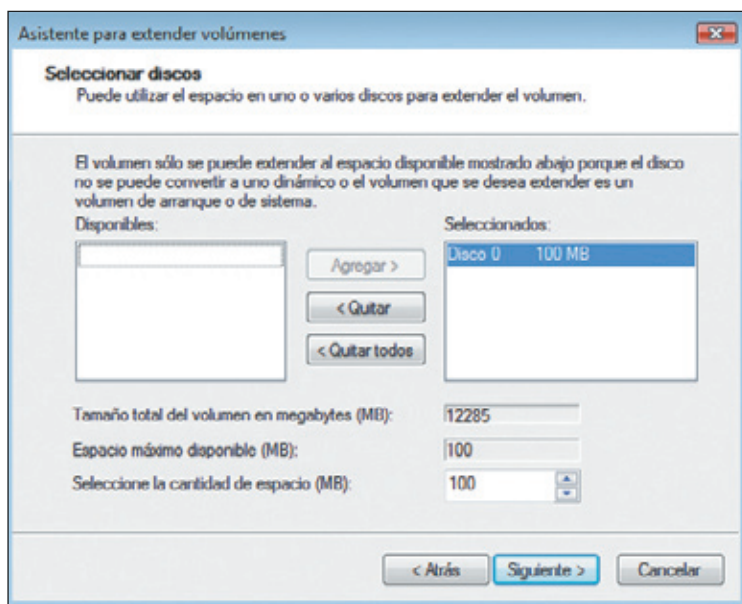 Asistente para extender volúmenes
Seleccionar discos
Puede utilizar el espacio en uno o varios discos para extender el volumen.
El volumen sólo se puede extender al espacio disponible mostrado abajo porque el disco
no se puede convertir a uno dinámico o el volumen que se desea extender es un
volumen de arranque o de sistema.
Disponibles:
Seleccionados:
Disco 0 100 MB
Agregar >
< Quitar
< Quitar todos
Tamaño total del volumen en megabytes (MB): 12285
Espacio máximo disponible (MB): 100
Seleccione la cantidad de espacio (MB): 100
< Atrás Siguiente > Cancelar